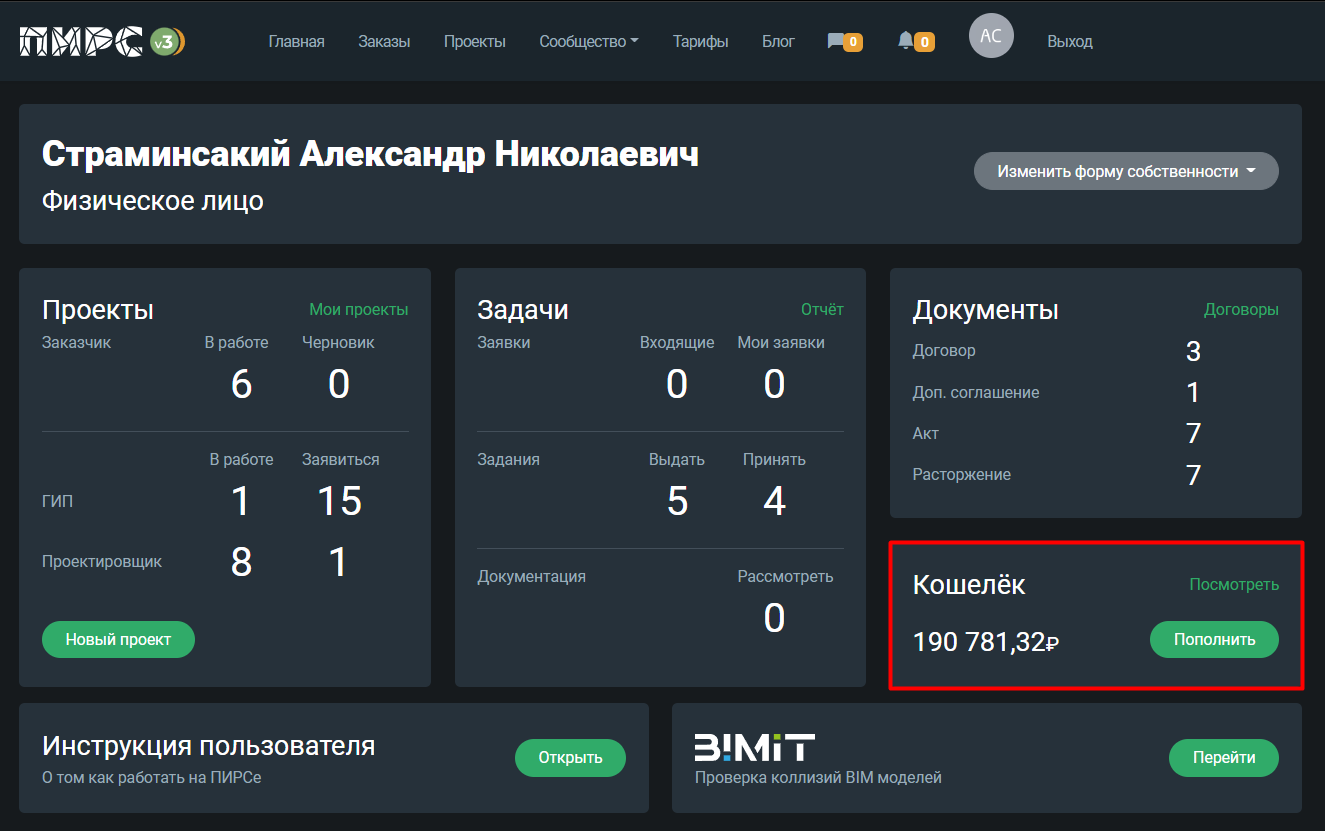 ПИРС v3 Главная Заказы Проекты Сообщество Тарифы Блог 0 0 АС Выход
Страминсакий Александр Николаевич
Физическое лицо
Изменить форму собственности
Проекты Мои проекты
Заказчик В работе Черновик
6 0
В работе Заявиться
ГИП 1 15
Проектировщик 8 1
Новый проект
Задачи Отчёт
Заявки Входящие Мои заявки
0 0
Задания Выдать Принять
5 4
Документация Рассмотреть
0
Документы Договоры
Договор 3
Доп. соглашение 1
Акт 7
Расторжение 7
Кошелёк Посмотреть
190 781,32₽ Пополнить
Инструкция пользователя
О том как работать на ПИРСе
Открыть
BIMiT
Проверка коллизий BIM моделей
Перейти